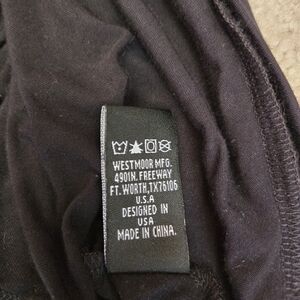 WESTMOOR MFG.
4901N. FREEWAY
FT. WORTH,TX76106
U.S.A
DESIGNED IN
USA
MADE IN CHINA.